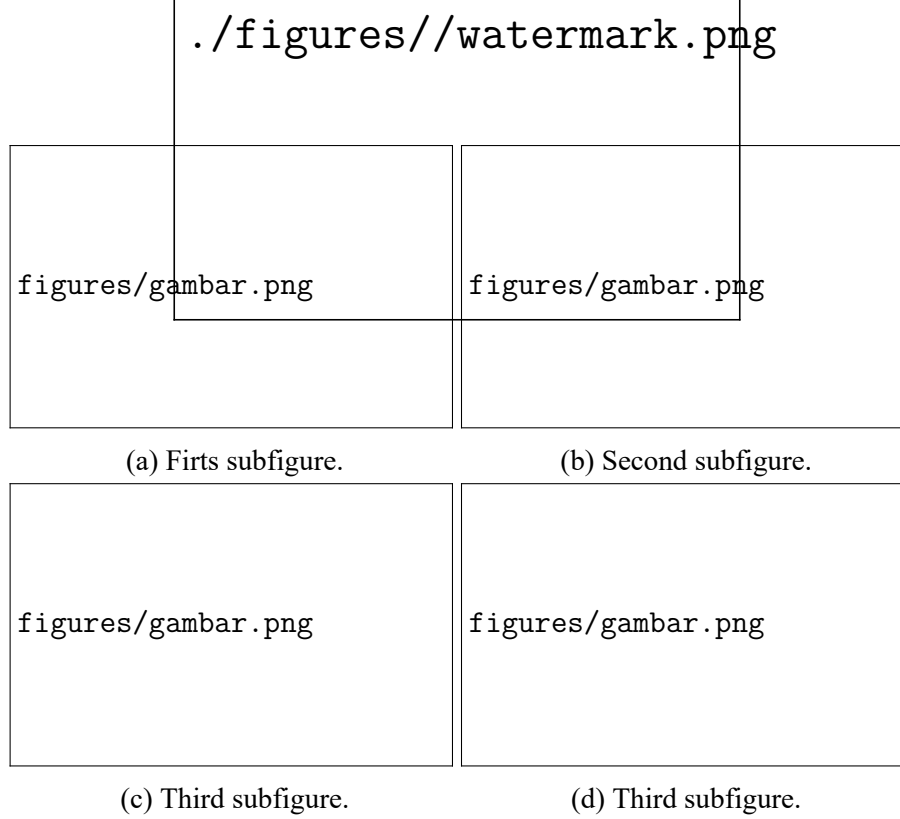 ./figures//watermark.png
figures/gambar.png figures/gambar.png
(a) Firts subfigure. (b) Second subfigure.
figures/gambar.png figures/gambar.png
(c) Third subfigure. (d) Third subfigure.